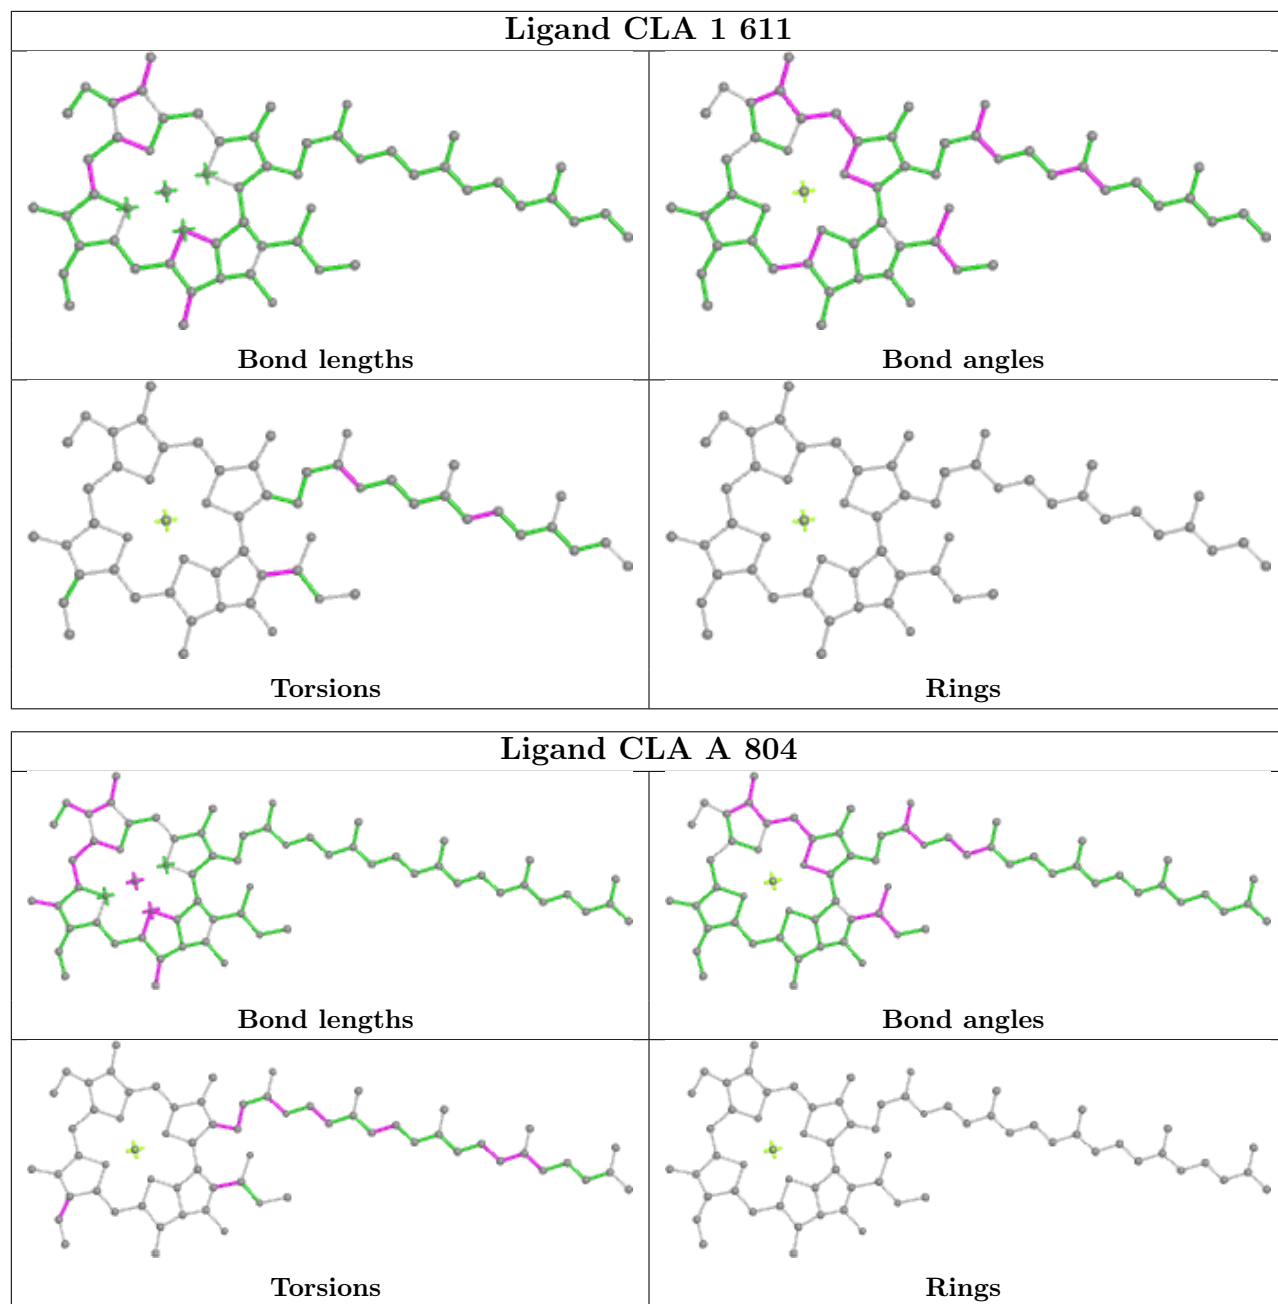 Ligand CLA 1 611
Bond lengths
Bond angles
Torsions
Rings
Ligand CLA A 804
Bond lengths
Bond angles
Torsions
Rings